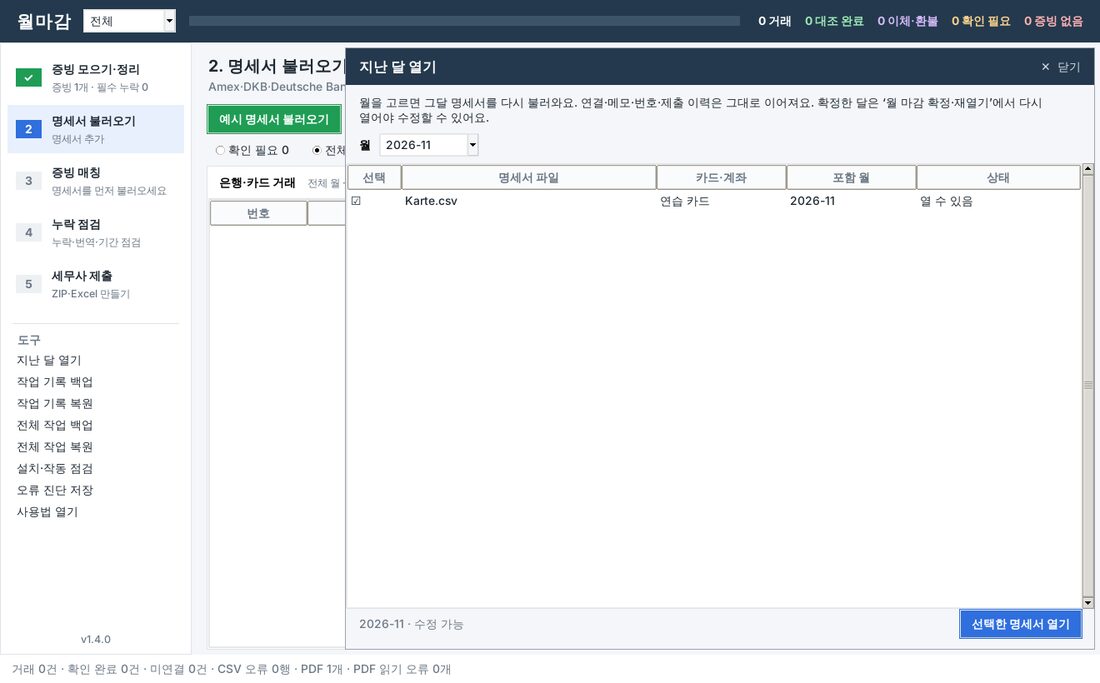 월마감
전체
0 거래 0 대조 완료 0 이체·환불 0 확인 필요 0 증빙 없음
증빙 모으기·정리
증빙 1개 · 필수 누락 0
2 명세서 불러오기
명세서 추가
3 증빙 매칭
명세서를 먼저 불러오세요
4 누락 점검
누락·번역·기간 점검
5 세무사 제출
ZIP·Excel 만들기
도구
지난 달 열기
작업 기록 백업
작업 기록 복원
전체 작업 백업
전체 작업 복원
설치·작동 점검
오류 진단 저장
사용법 열기
v1.4.0
2. 명세서 불러오기
Amex·DKB·Deutsche Ban
예시 명세서 불러오기
확인 필요 0 전체
은행·카드 거래 전체 월 ·
번호
지난 달 열기
× 닫기
월을 고르면 그달 명세서를 다시 불러와요. 연결·메모·번호·제출 이력은 그대로 이어져요. 확정한 달은 ‘월 마감 확정·재열기’에서 다시
열어야 수정할 수 있어요.
월 2026-11
선택 명세서 파일 카드·계좌 포함 월 상태
Karte.csv 연습 카드 2026-11 열 수 있음
2026-11 · 수정 가능
선택한 명세서 열기
거래 0건 · 확인 완료 0건 · 미연결 0건 · CSV 오류 0행 · PDF 1개 · PDF 읽기 오류 0개